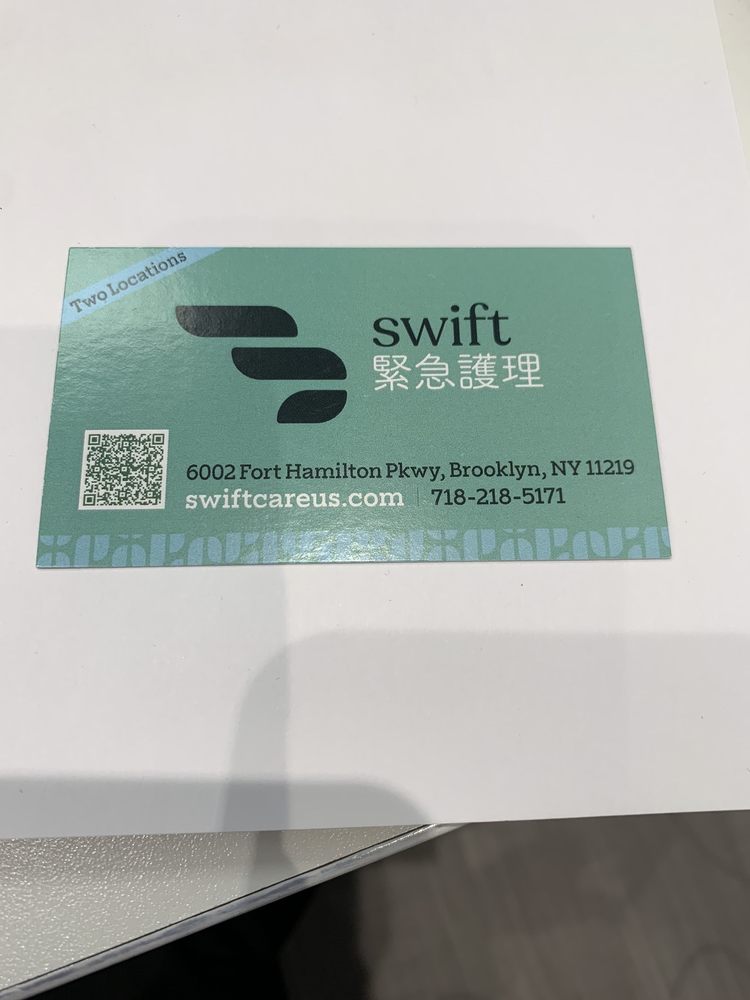 Two Locations
swift
緊急護理
6002 Fort Hamilton Pkwy, Brooklyn, NY 11219
swiftcareus.com | 718-218-5171